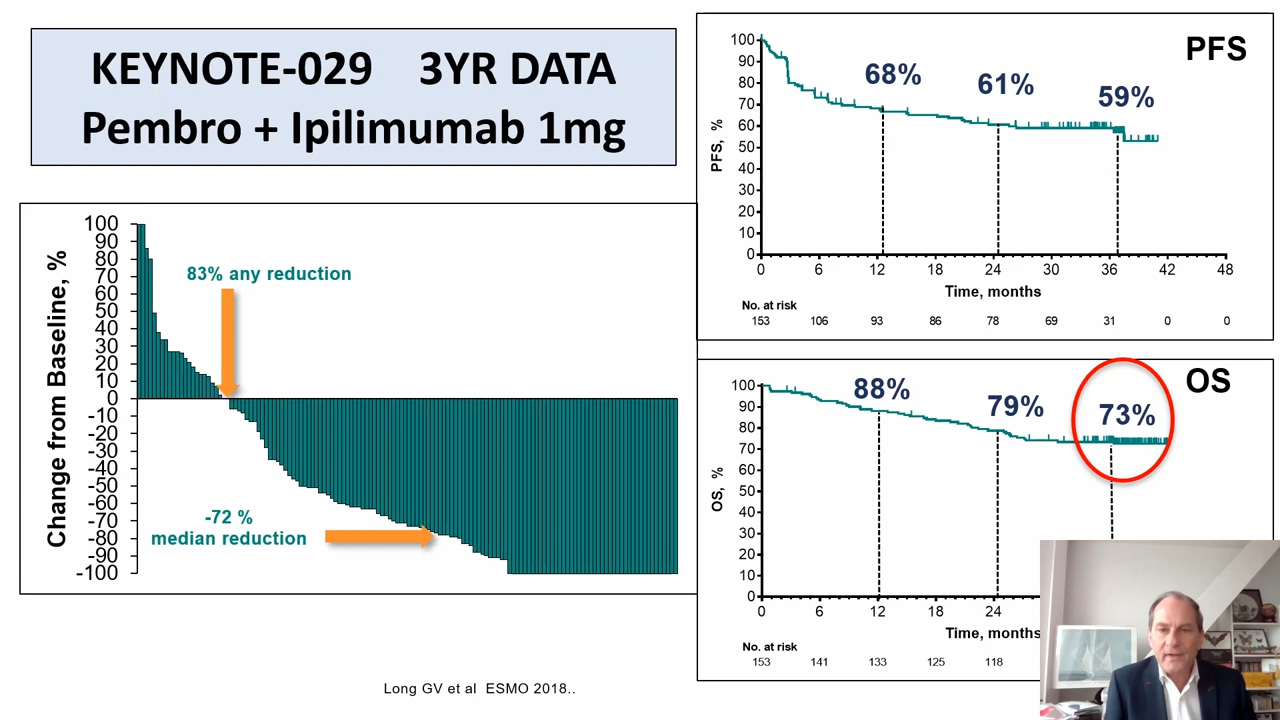 KEYNOTE-029 3YR DATA
Pembro + Ipilimumab 1mg
Change from Baseline, %
100
90
80
70
60
50
40
30
20
10
0
-10
-20
-30
-40
-50
-60
-70
-80
-90
-100
83% any reduction
-72 %
median reduction
PFS
PFS, %
100
90
80
70
60
50
40
30
20
10
0
68%
61%
59%
0 6 12 18 24 30 36 42 48
Time, months
No. at risk
153 106 93 86 78 69 31 0 0
OS
OS, %
100
90
80
70
60
50
40
30
20
10
0
88%
79%
73%
0 6 12 18 24
Time, months
No. at risk
153 141 133 125 118
Long GV et al ESMO 2018..